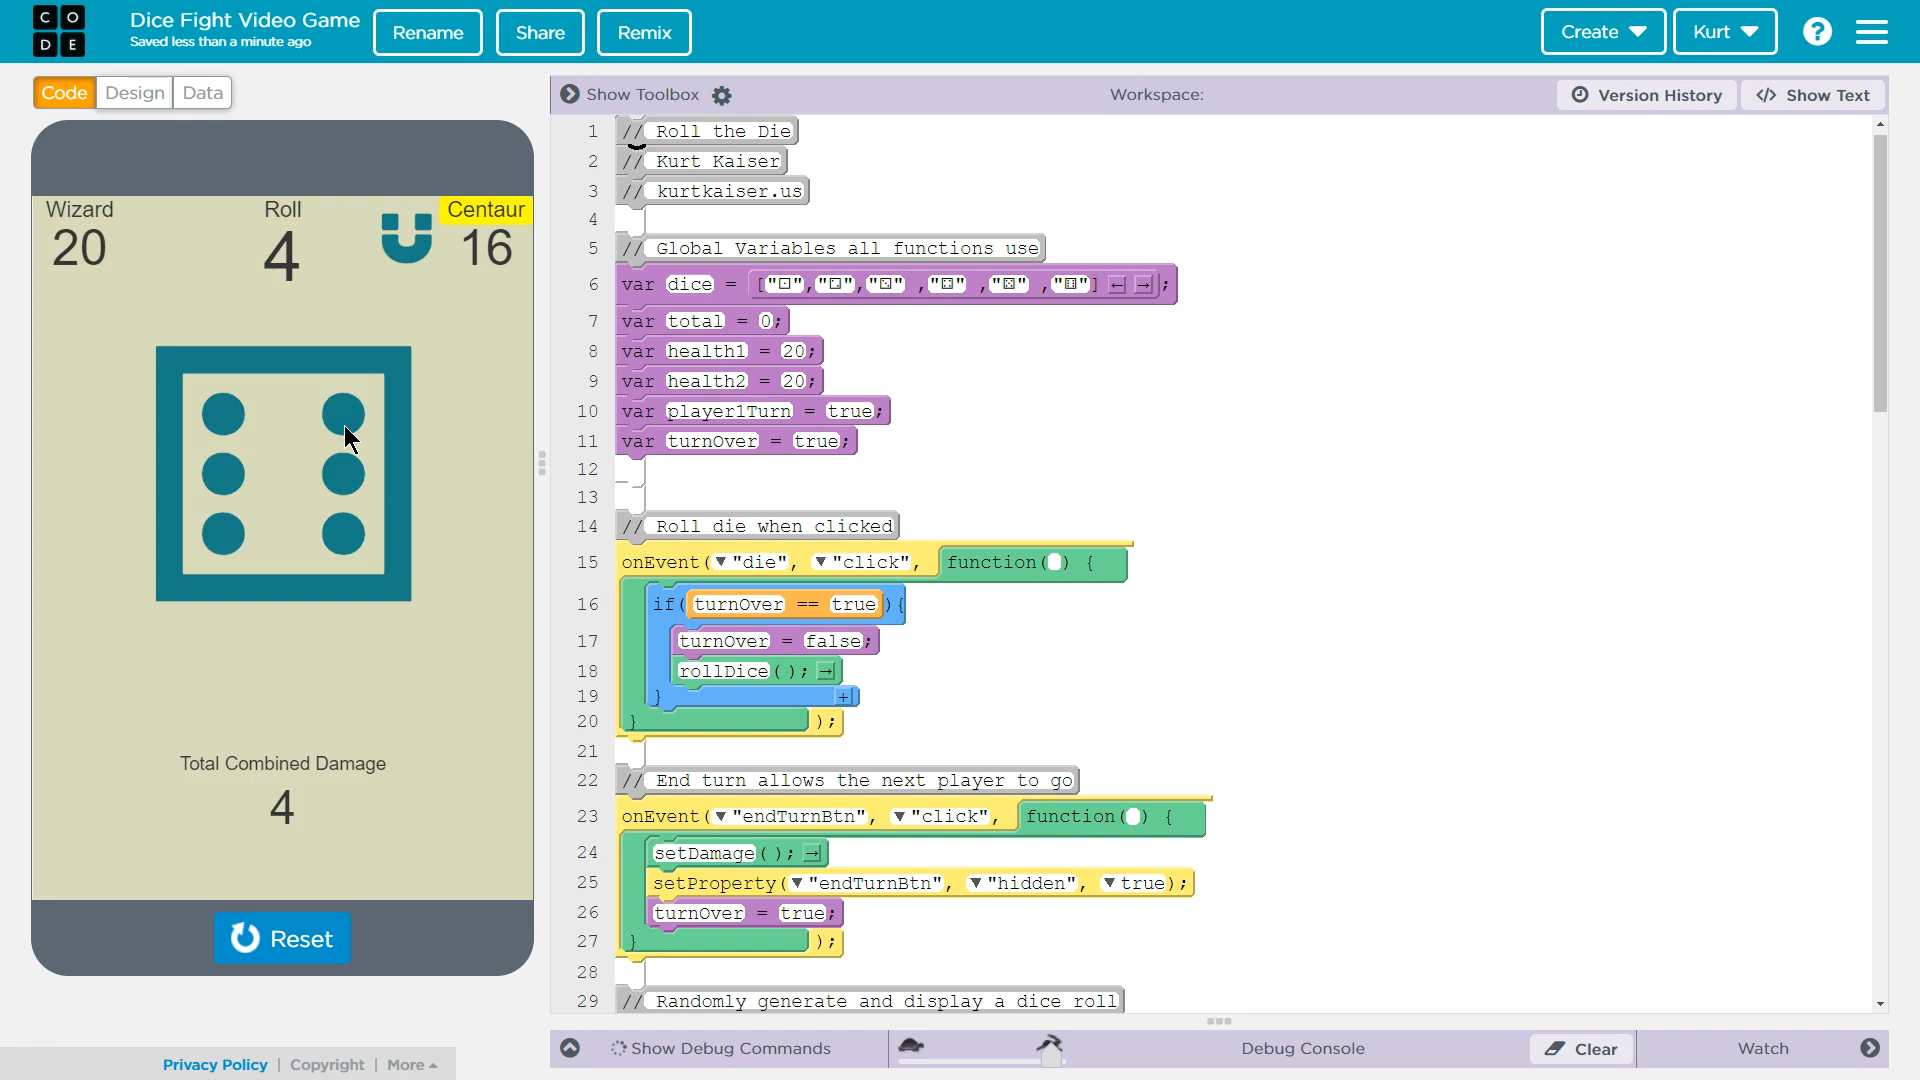 C O
D E
Dice Fight Video Game
Saved less than a minute ago
Rename
Share
Remix
Create
Kurt
?
Code
Design
Data
Show Toolbox
Workspace:
Version History
</> Show Text
Wizard
20
Roll
4
Centaur
16
Total Combined Damage
4
Reset
1 // Roll the Die
2 // Kurt Kaiser
3 // kurtkaiser.us
4
5 // Global Variables all functions use
6 var dice = ["⚀","⚁","⚂" ,"⚃" ,"⚄" ,"⚅"] ← → ;
7 var total = 0;
8 var health1 = 20;
9 var health2 = 20;
10 var player1Turn = true;
11 var turnOver = true;
12
13
14 // Roll die when clicked
15 onEvent(▼"die", ▼"click", function( ) {
16 if( turnOver == true ){
17 turnOver = false;
18 rollDice( ); →
19 } +
20 } );
21
22 // End turn allows the next player to go
23 onEvent(▼"endTurnBtn", ▼"click", function( ) {
24 setDamage( ); →
25 setProperty(▼"endTurnBtn", ▼"hidden", ▼true);
26 turnOver = true;
27 } );
28
29 // Randomly generate and display a dice roll
Show Debug Commands
Debug Console
Clear
Watch
Privacy Policy | Copyright | More